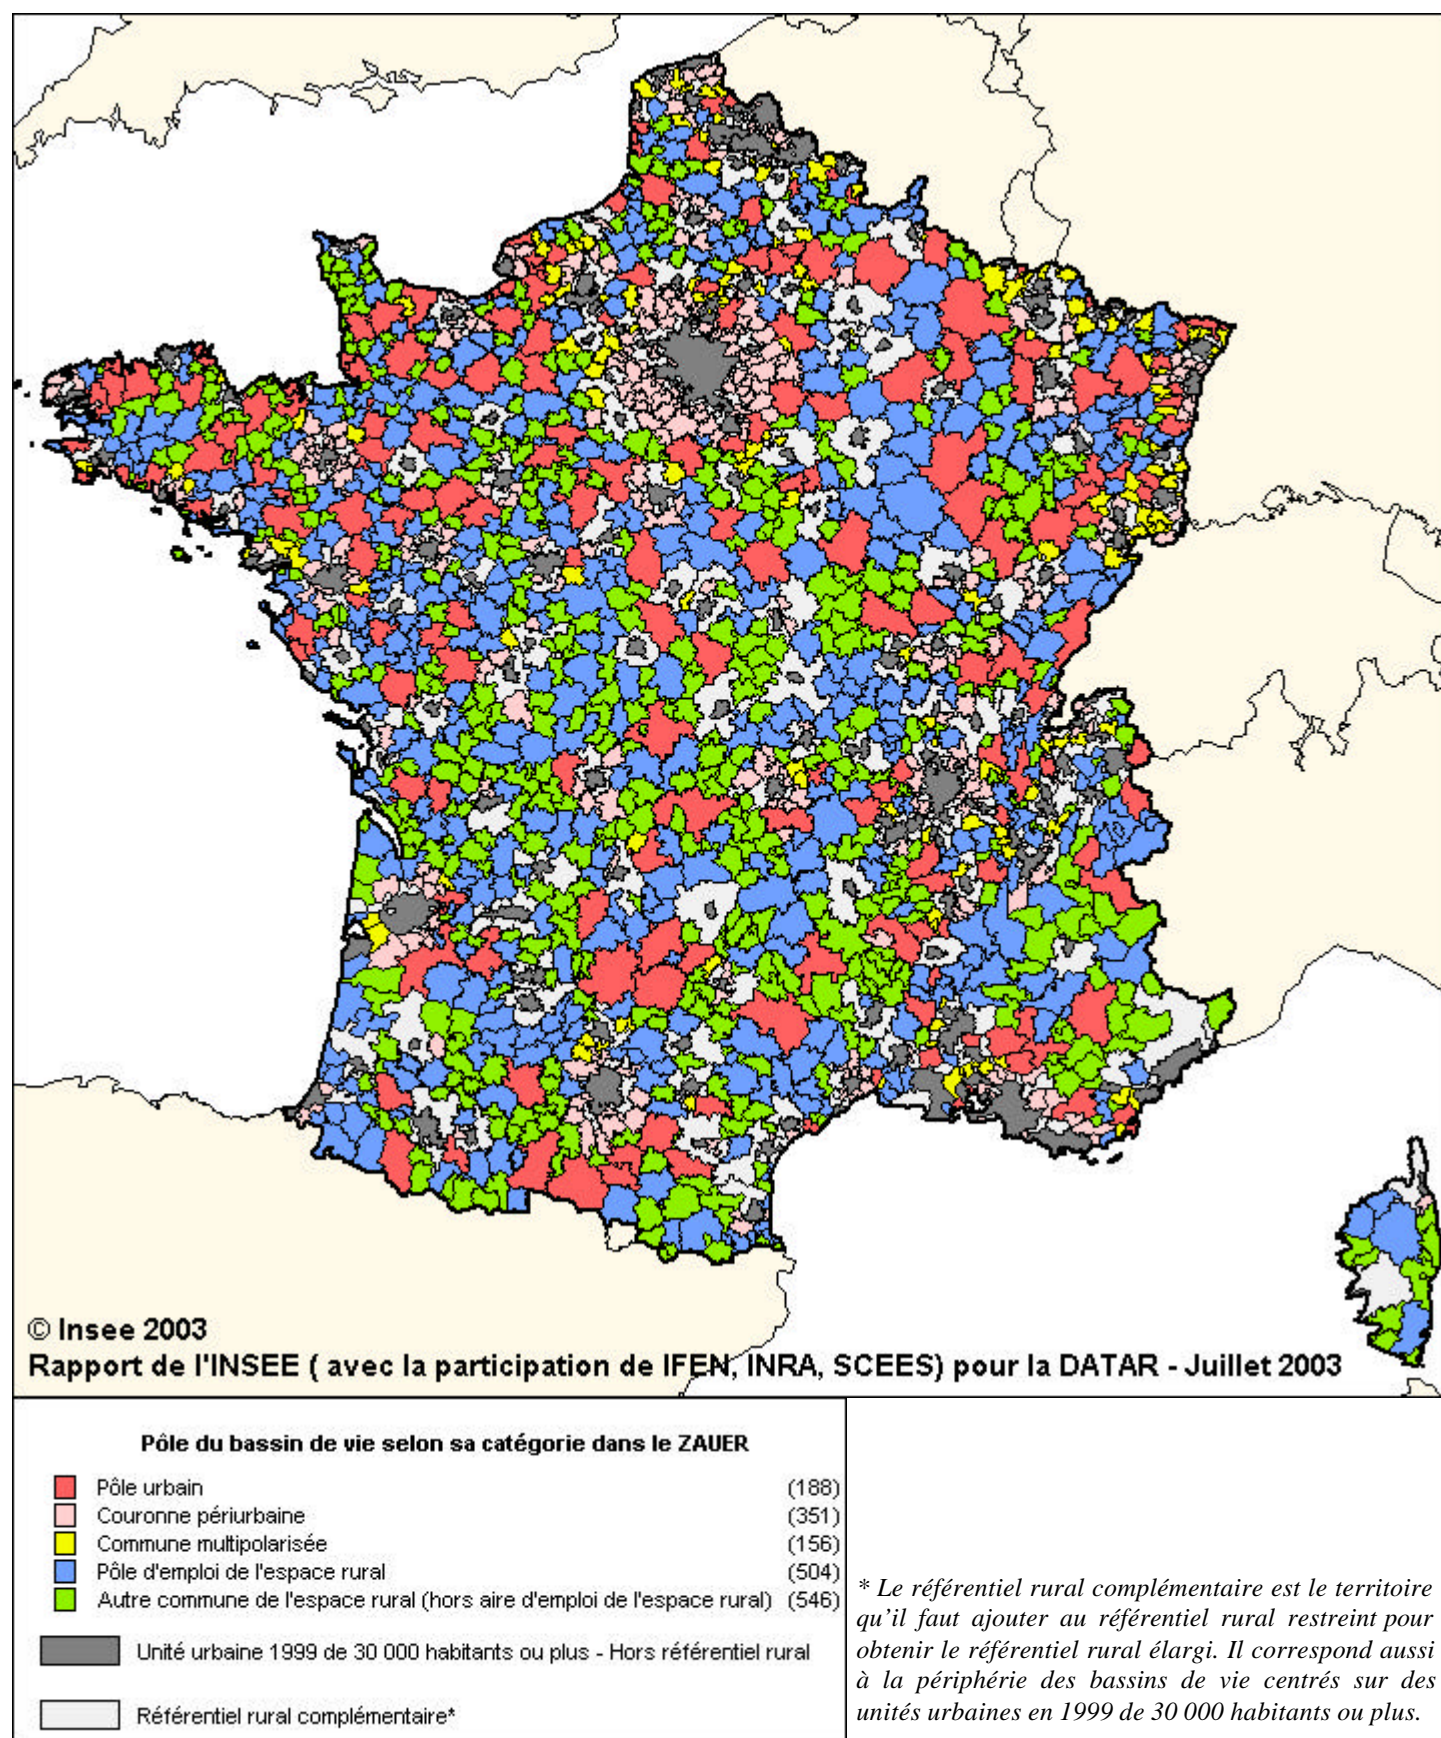 © Insee 2003
Rapport de l'INSEE ( avec la participation de IFEN, INRA, SCEES) pour la DATAR - Juillet 2003
Pôle du bassin de vie selon sa catégorie dans le ZAUER
Pôle urbain (188)
Couronne périurbaine (351)
Commune multipolarisée (156)
Pôle d'emploi de l'espace rural (504)
Autre commune de l'espace rural (hors aire d'emploi de l'espace rural) (546)
Unité urbaine 1999 de 30 000 habitants ou plus - Hors référentiel rural
Référentiel rural complémentaire*
* Le référentiel rural complémentaire est le territoire
qu'il faut ajouter au référentiel rural restreint pour
obtenir le référentiel rural élargi. Il correspond aussi
à la périphérie des bassins de vie centrés sur des
unités urbaines en 1999 de 30 000 habitants ou plus.